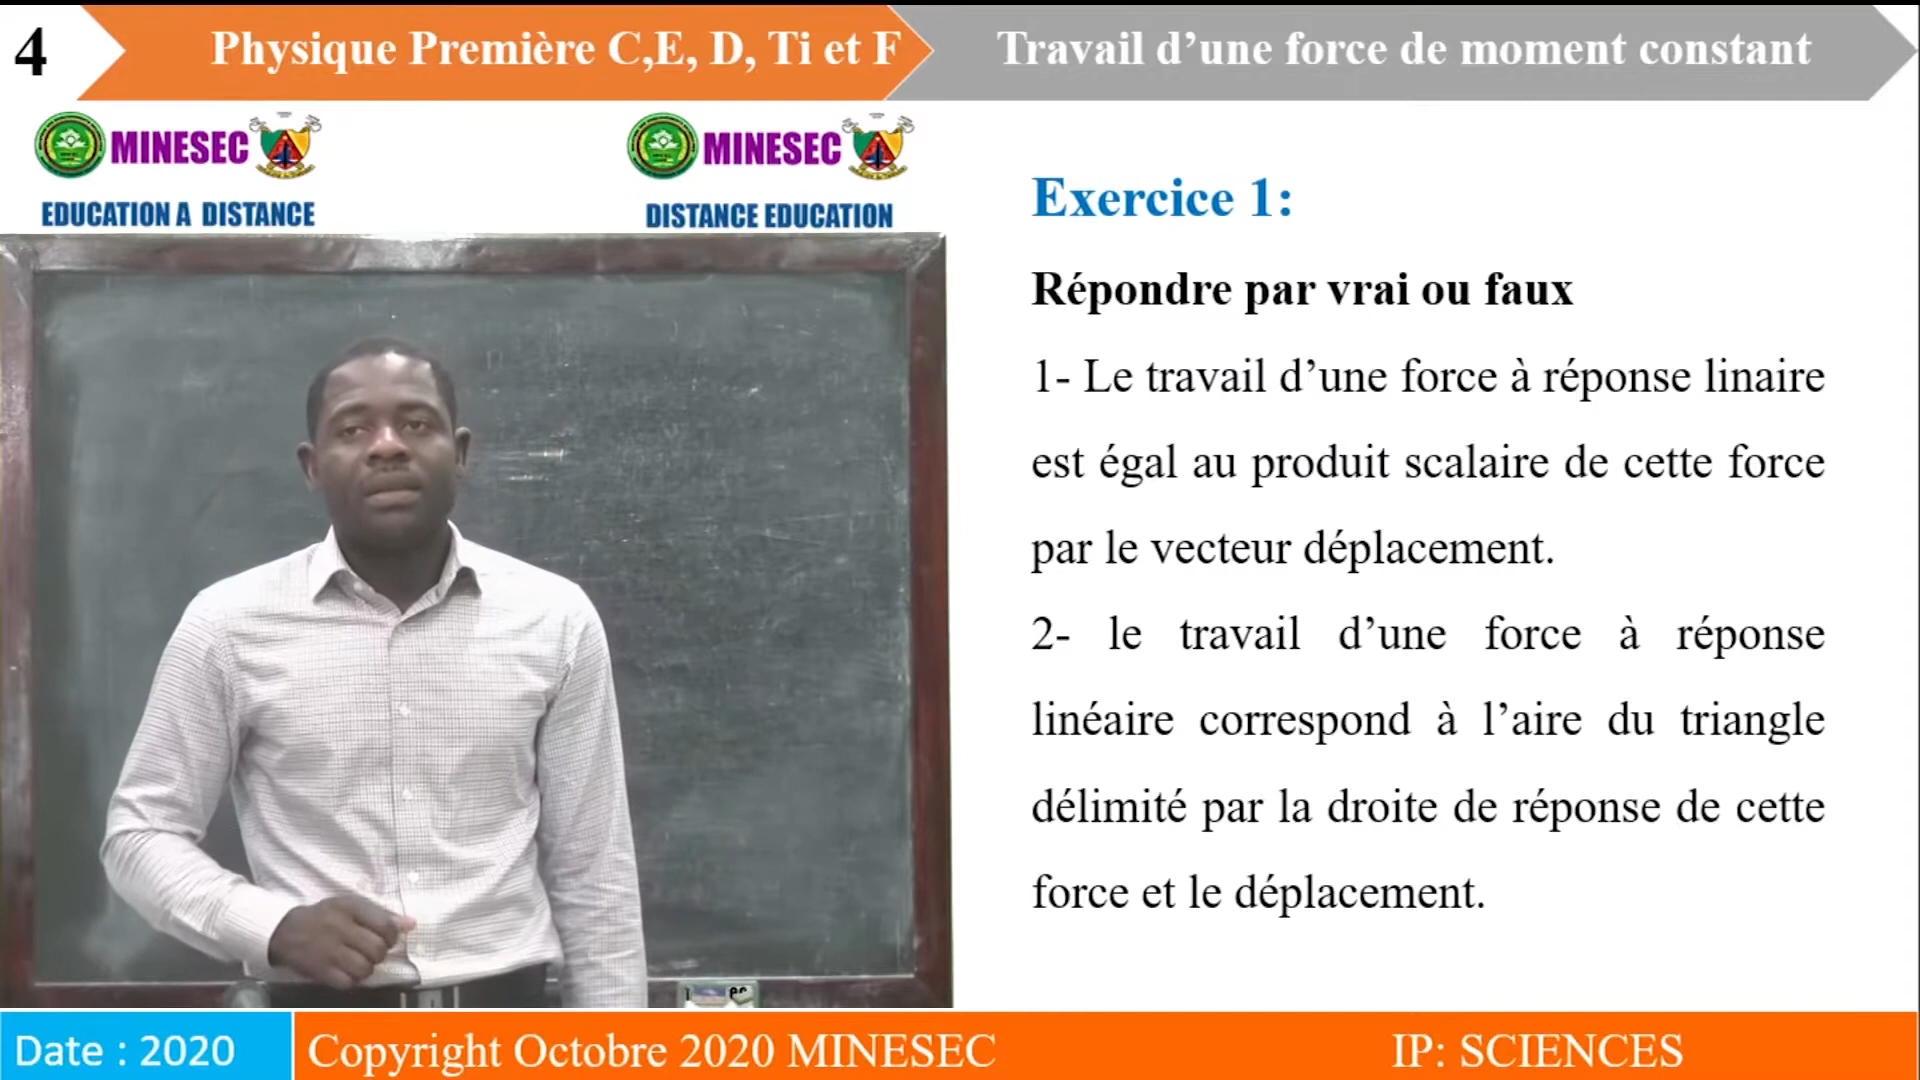 4
Physique Première C,E, D, Ti et F
Travail d’une force de moment constant
MINESEC
EDUCATION A DISTANCE
MINESEC
DISTANCE EDUCATION
Exercice 1:
Répondre par vrai ou faux
1- Le travail d’une force à réponse linaire
est égal au produit scalaire de cette force
par le vecteur déplacement.
2- le travail d’une force à réponse
linéaire correspond à l’aire du triangle
délimité par la droite de réponse de cette
force et le déplacement.
Date : 2020
Copyright Octobre 2020 MINESEC
IP: SCIENCES